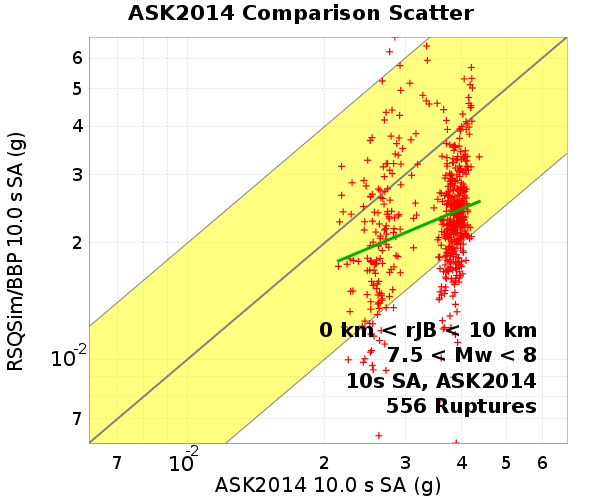 ASK2014 Comparison Scatter
RSQSim/BBP 10.0 s SA (g)
6
5
4
3
2
10-2
7
0 km < rJB < 10 km
7.5 < Mw < 8
10s SA, ASK2014
556 Ruptures
7 10-2 2 3 4 5 6
ASK2014 10.0 s SA (g)